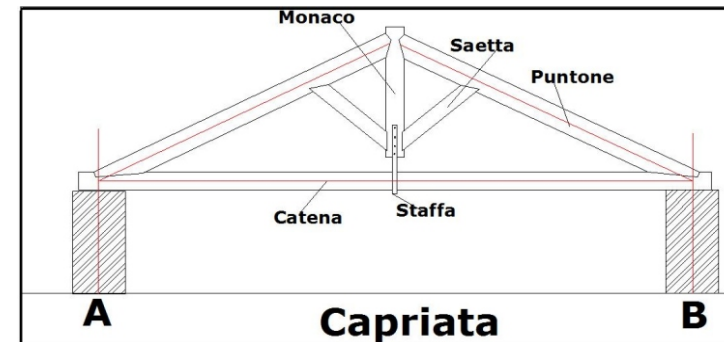 Monaco
Saetta
Puntone
Catena
Staffa
A
Capriata
B